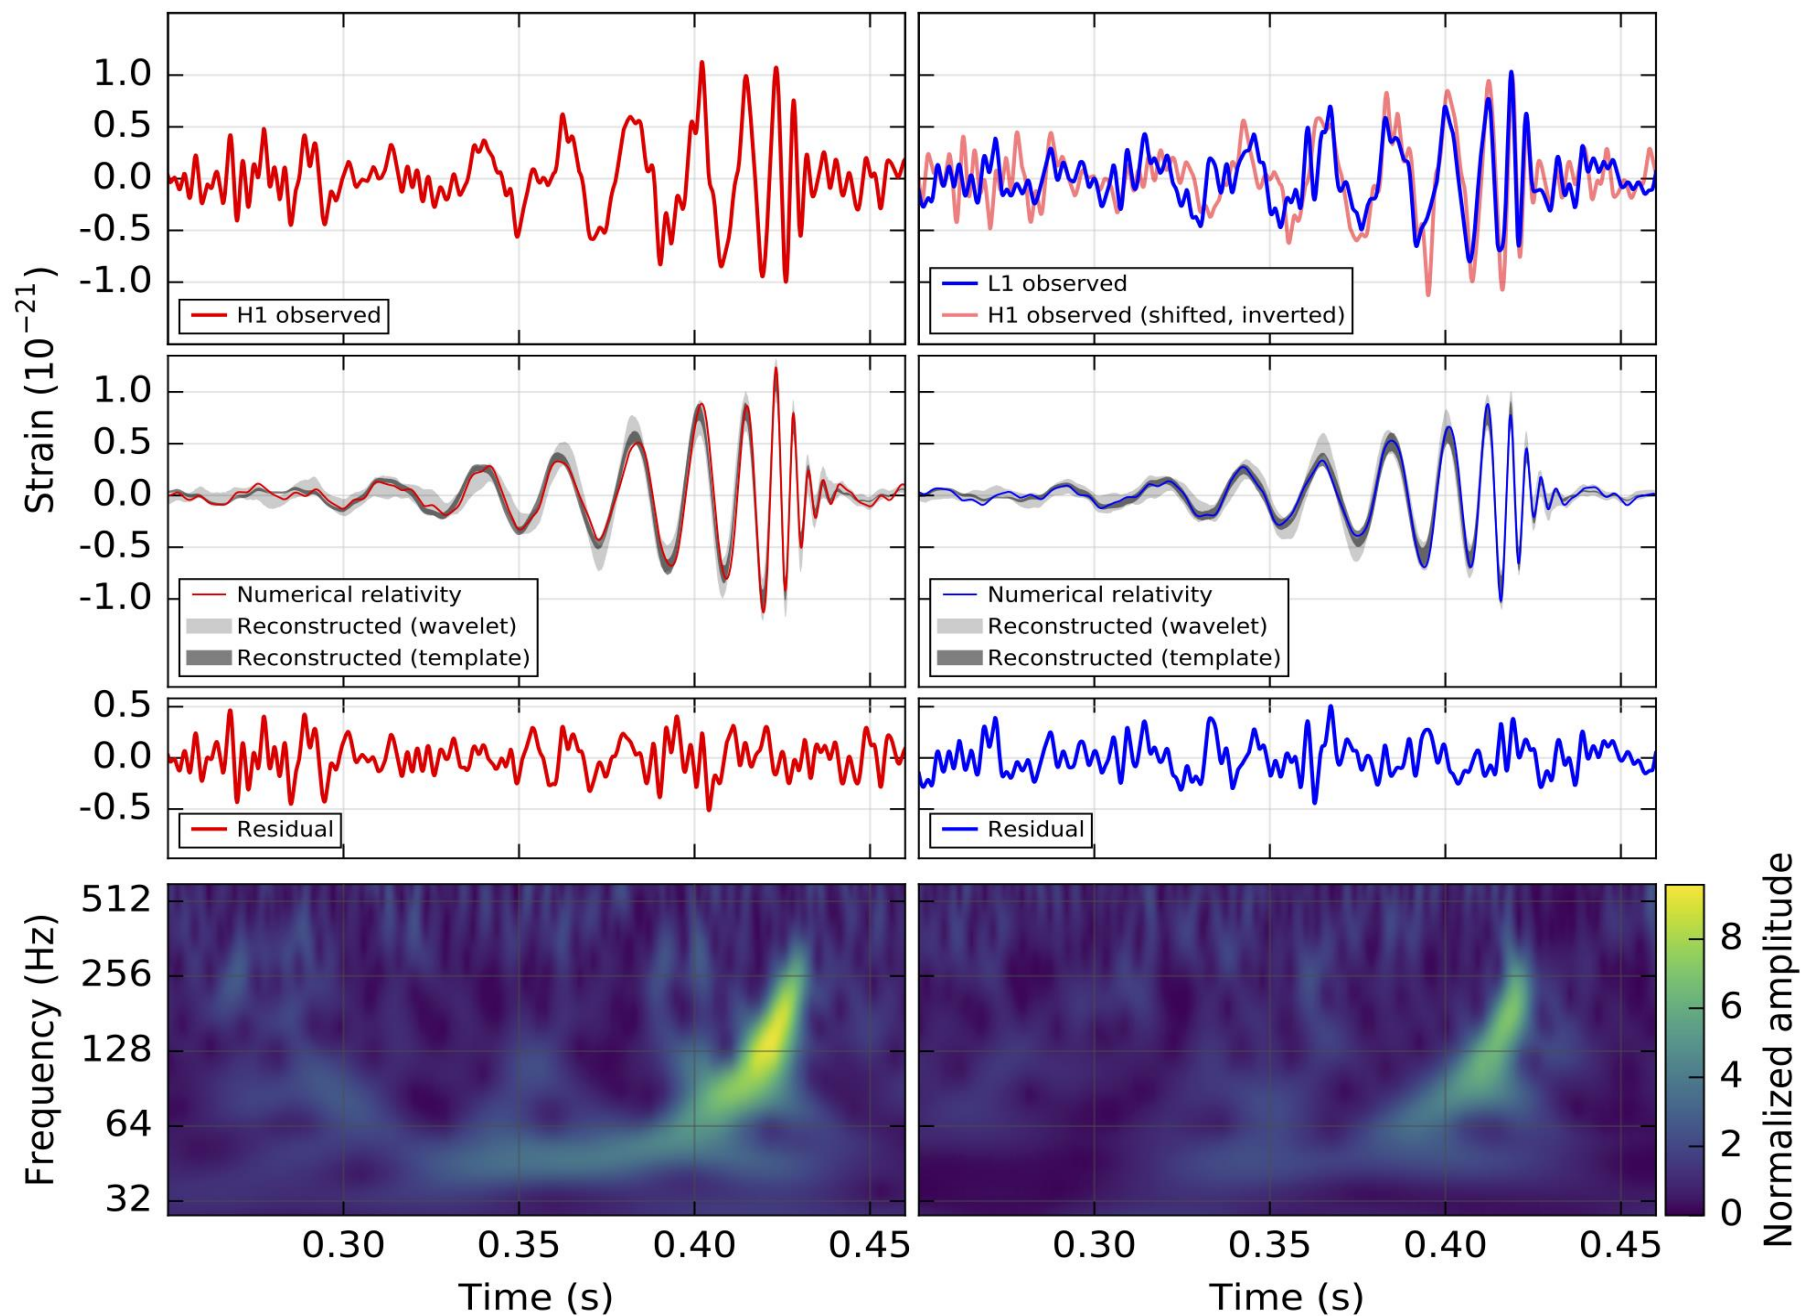 Strain (10⁻²¹)
1.0
0.5
0.0
-0.5
-1.0
H1 observed
L1 observed
H1 observed (shifted, inverted)
1.0
0.5
0.0
-0.5
-1.0
Numerical relativity
Reconstructed (wavelet)
Reconstructed (template)
Numerical relativity
Reconstructed (wavelet)
Reconstructed (template)
0.5
0.0
-0.5
Residual
Residual
Frequency (Hz)
512
256
128
64
32
Normalized amplitude
8
6
4
2
0
0.30 0.35 0.40 0.45 0.30 0.35 0.40 0.45
Time (s) Time (s)